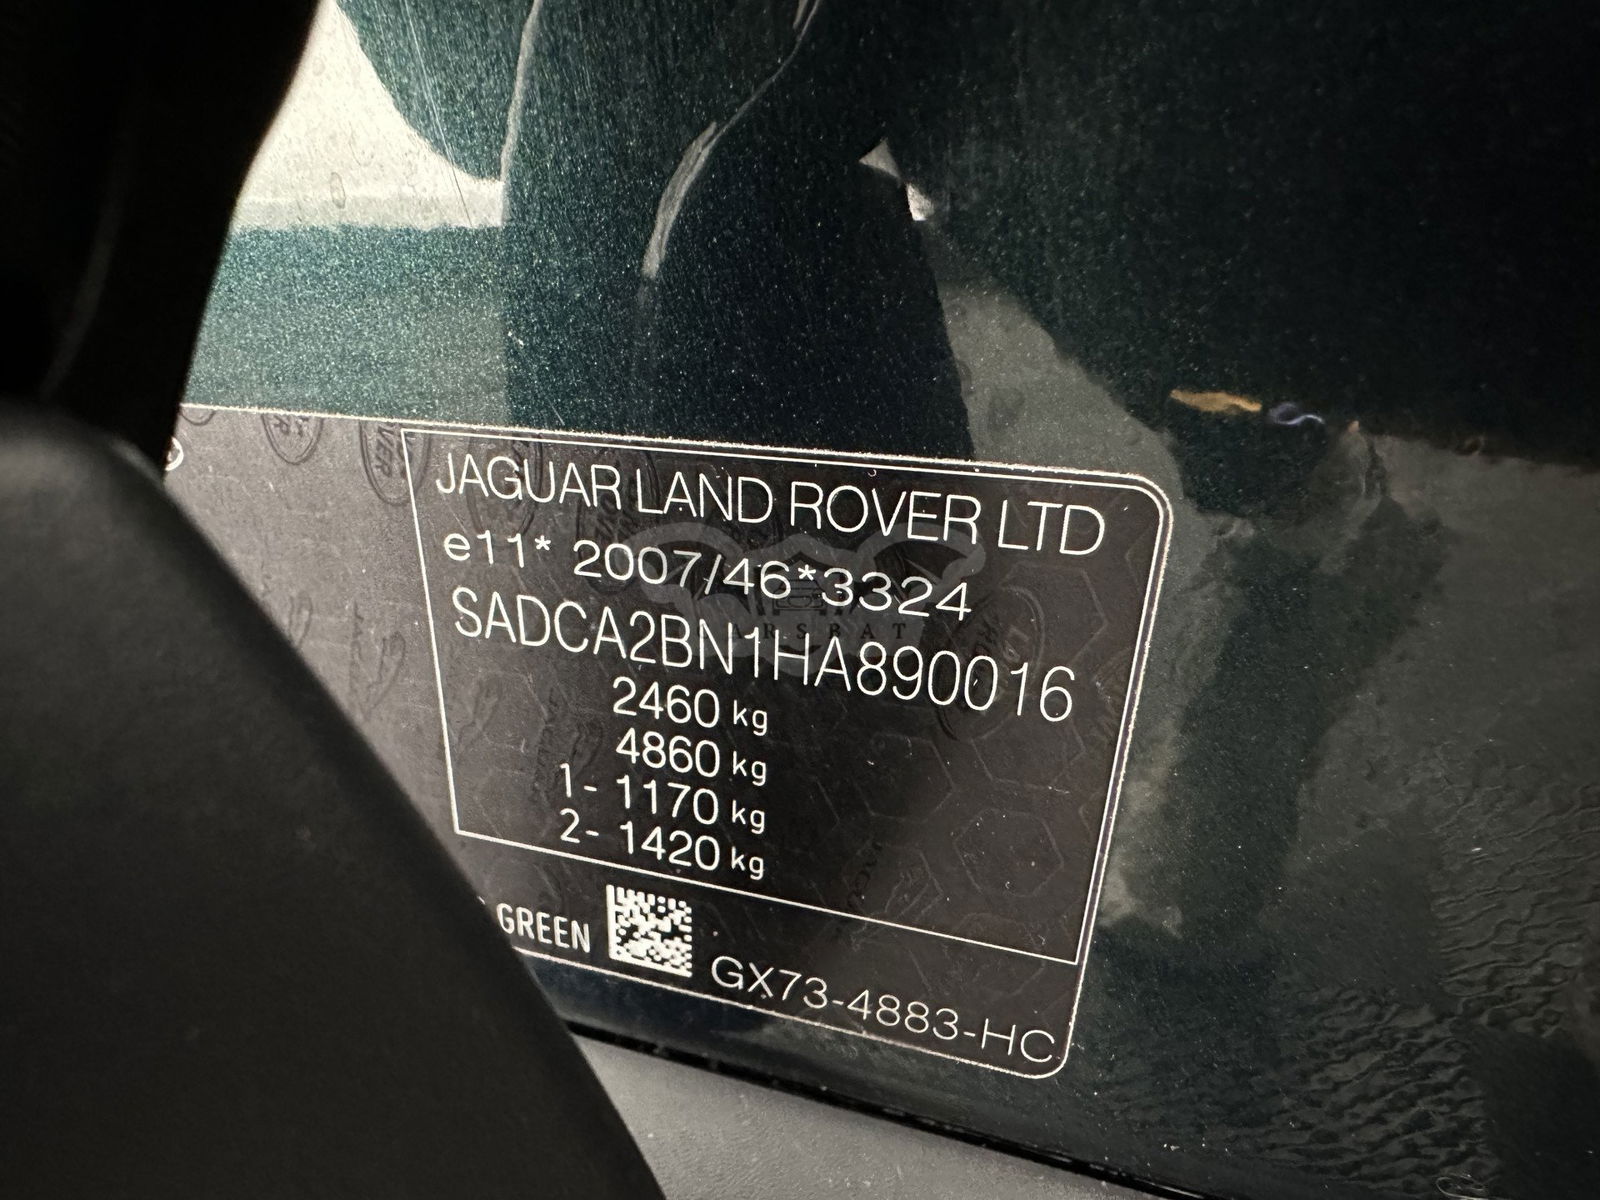 JAGUAR LAND ROVER LTD
e11* 2007/46*3324
SADCA2BN1HA890016
2460 kg
4860 kg
1- 1170 kg
2- 1420 kg
GREEN
GX73-4883-HC
CARSBAT